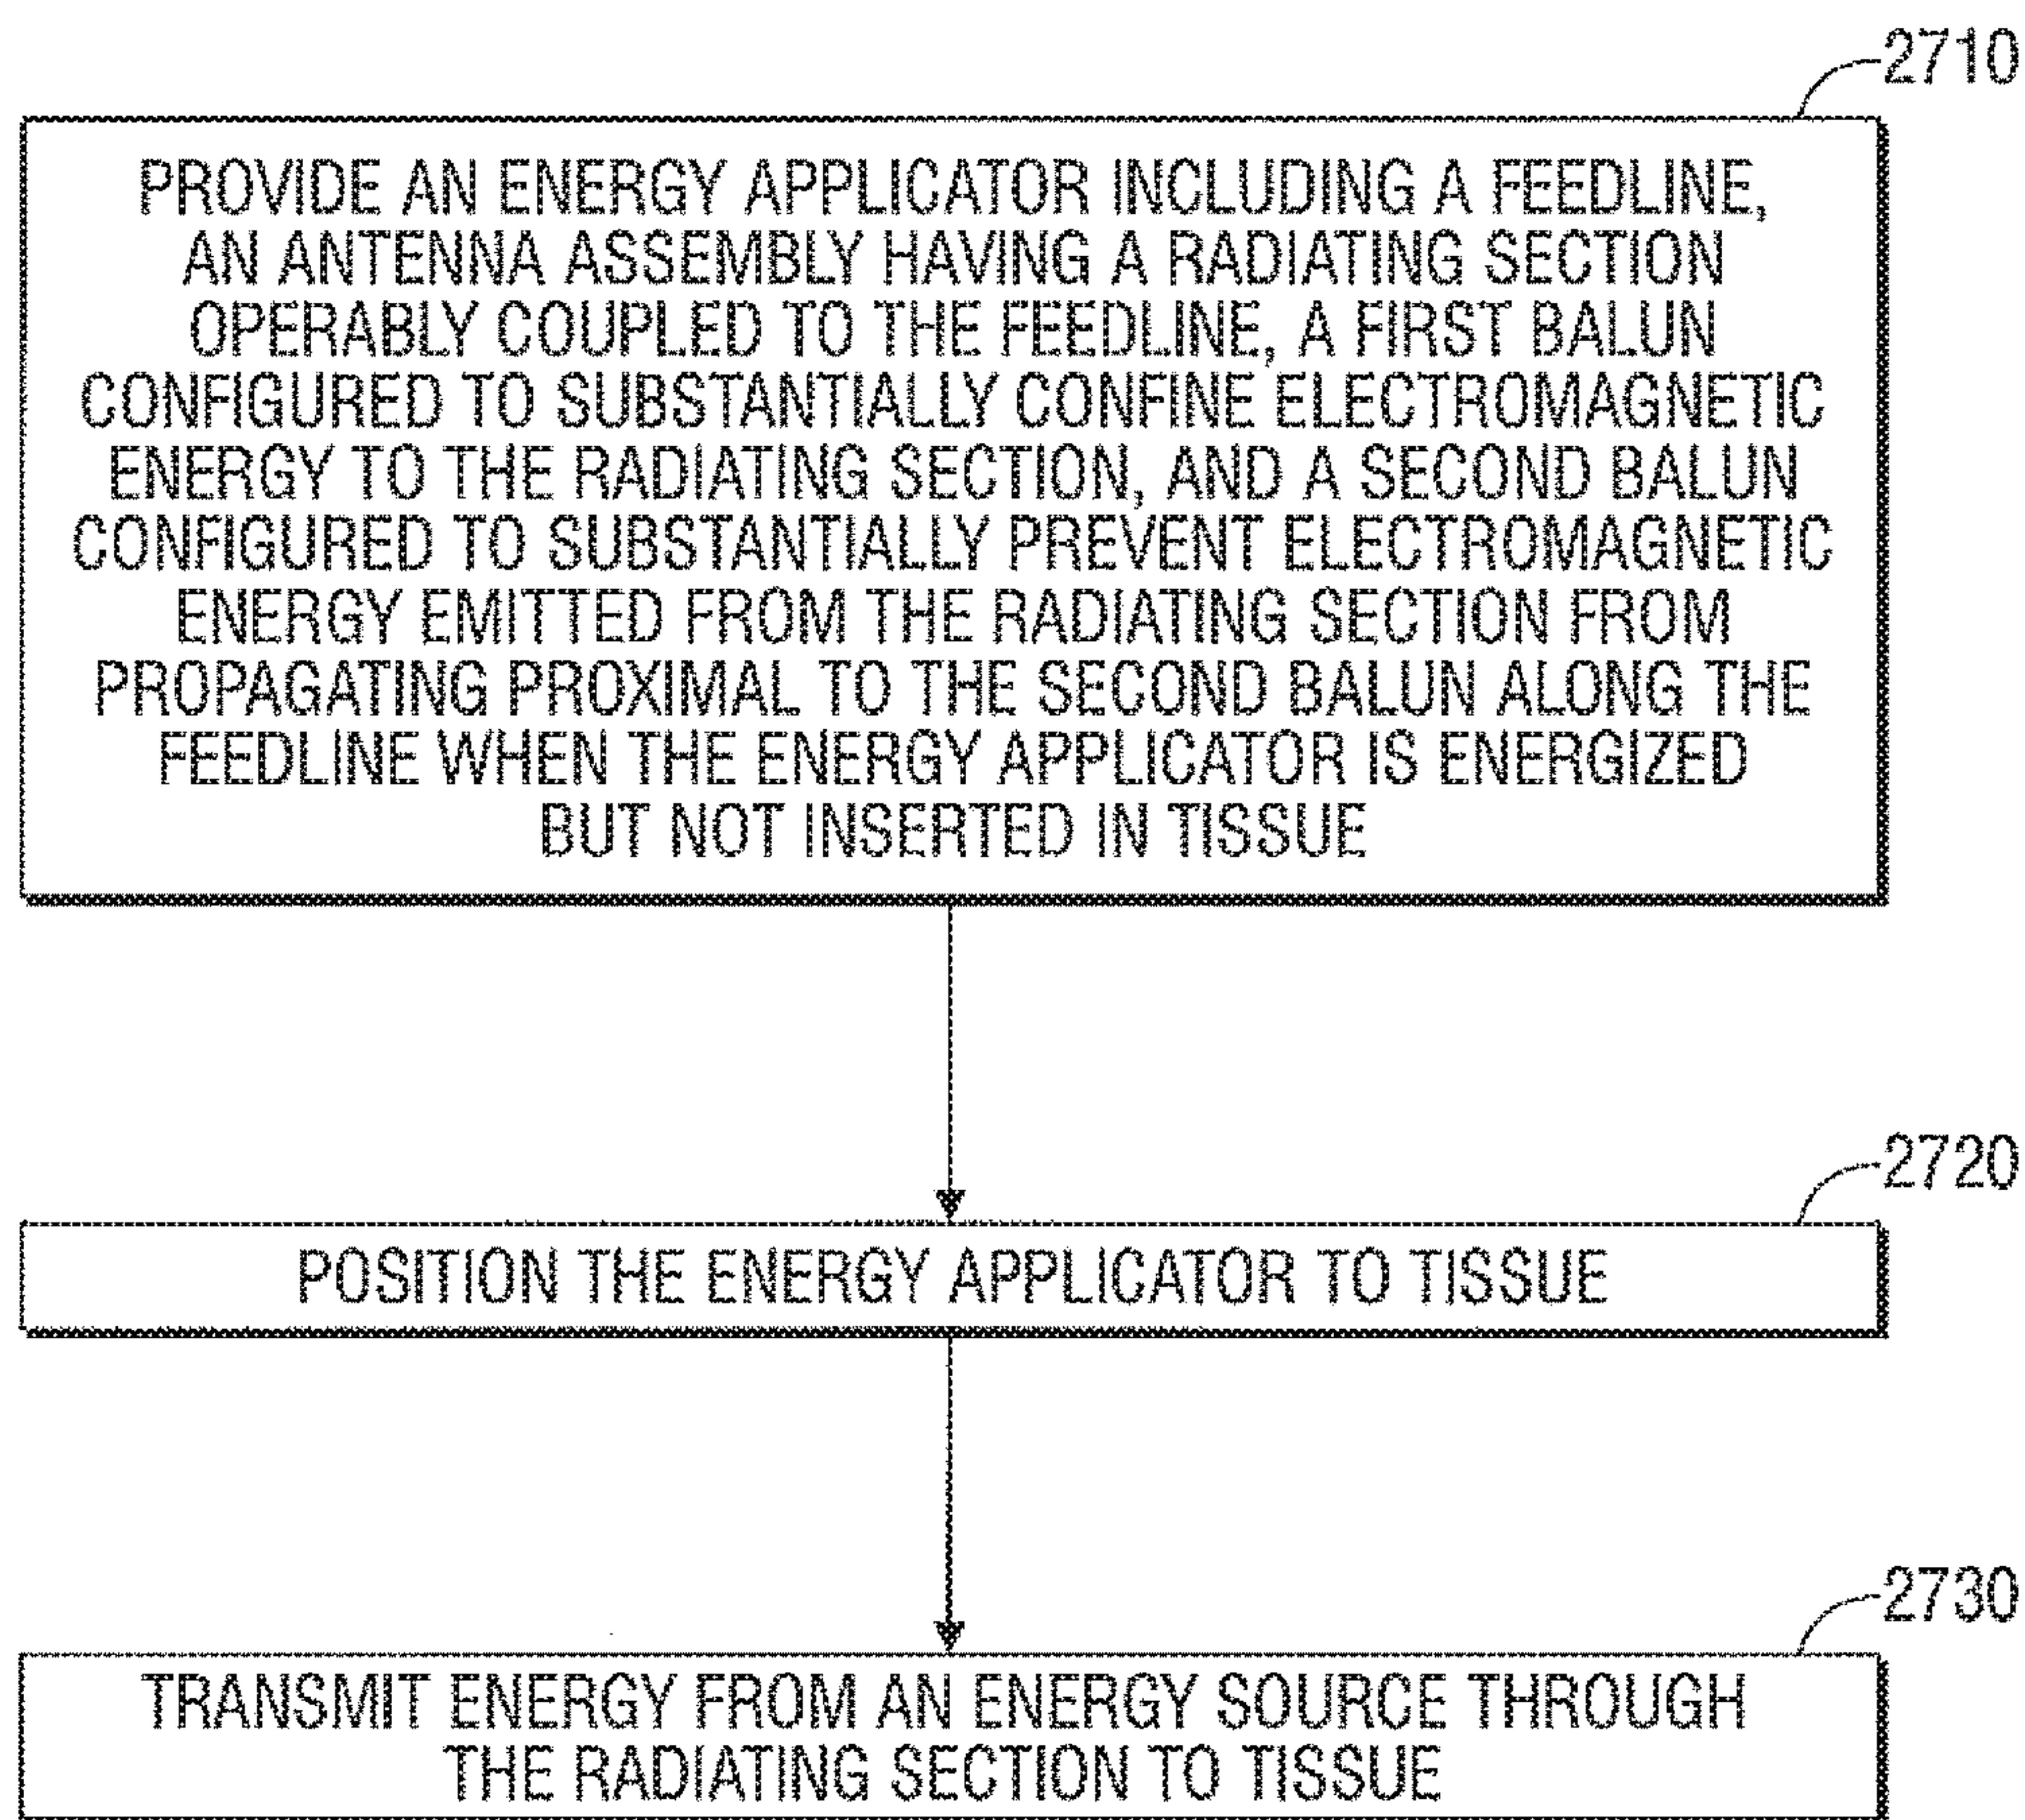 2710
PROVIDE AN ENERGY APPLICATOR INCLUDING A FEEDLINE,
AN ANTENNA ASSEMBLY HAVING A RADIATING SECTION
OPERABLY COUPLED TO THE FEEDLINE, A FIRST BALUN
CONFIGURED TO SUBSTANTIALLY CONFINE ELECTROMAGNETIC
ENERGY TO THE RADIATING SECTION, AND A SECOND BALUN
CONFIGURED TO SUBSTANTIALLY PREVENT ELECTROMAGNETIC
ENERGY EMITTED FROM THE RADIATING SECTION FROM
PROPAGATING PROXIMAL TO THE SECOND BALUN ALONG THE
FEEDLINE WHEN THE ENERGY APPLICATOR IS ENERGIZED
BUT NOT INSERTED IN TISSUE
2720
POSITION THE ENERGY APPLICATOR TO TISSUE
2730
TRANSMIT ENERGY FROM AN ENERGY SOURCE THROUGH
THE RADIATING SECTION TO TISSUE